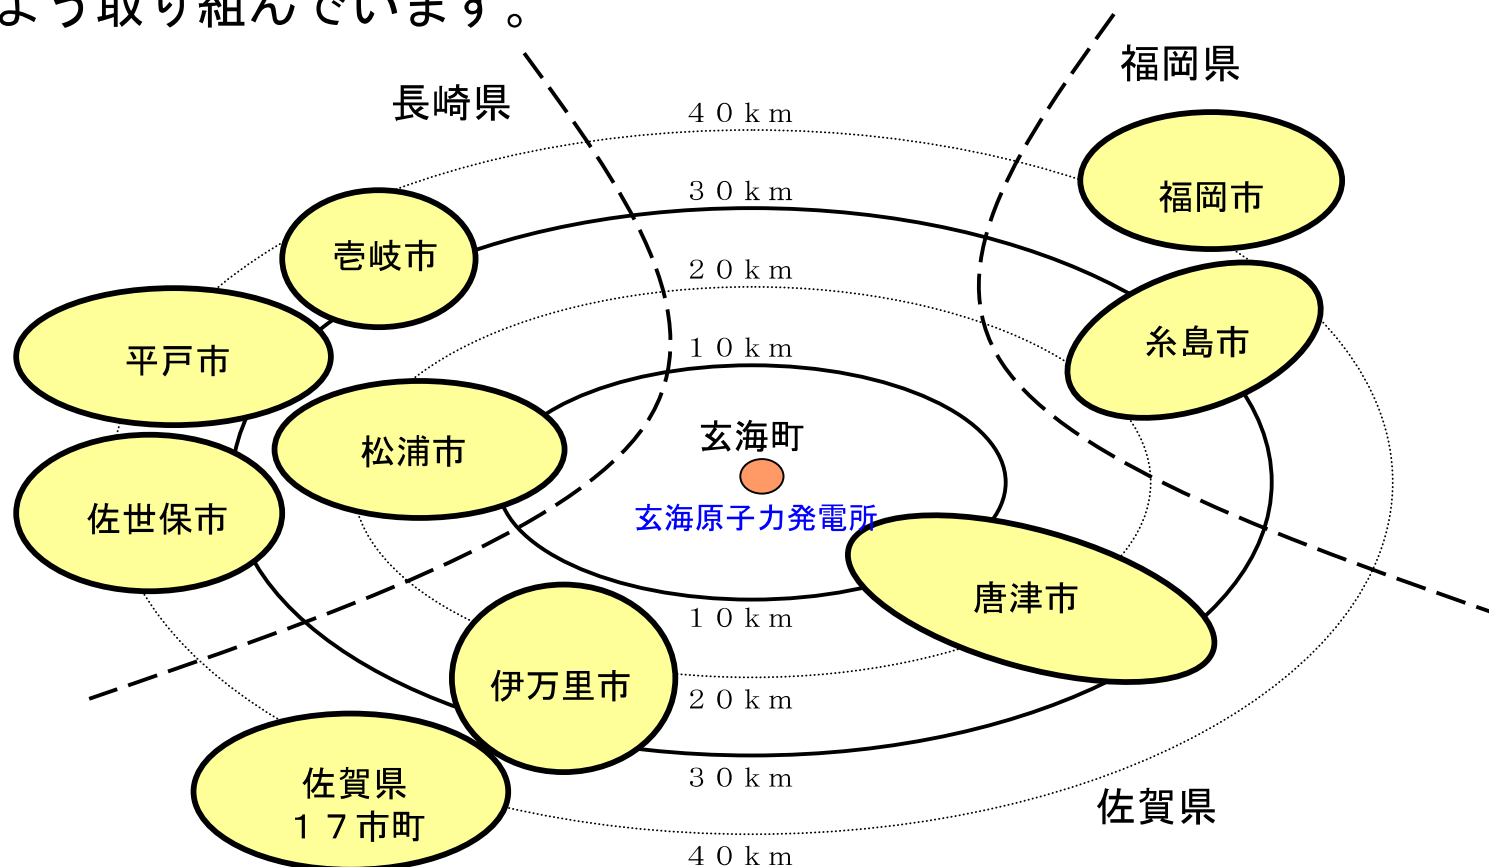 よう取り組んでいます。
福岡県
長崎県
４０ｋｍ
福岡市
３０ｋｍ
壱岐市
２０ｋｍ
糸島市
１０ｋｍ
平戸市
玄海町
松浦市
佐世保市
玄海原子力発電所
唐津市
１０ｋｍ
伊万里市
２０ｋｍ
３０ｋｍ
佐賀県
１７市町
佐賀県
４０ｋｍ